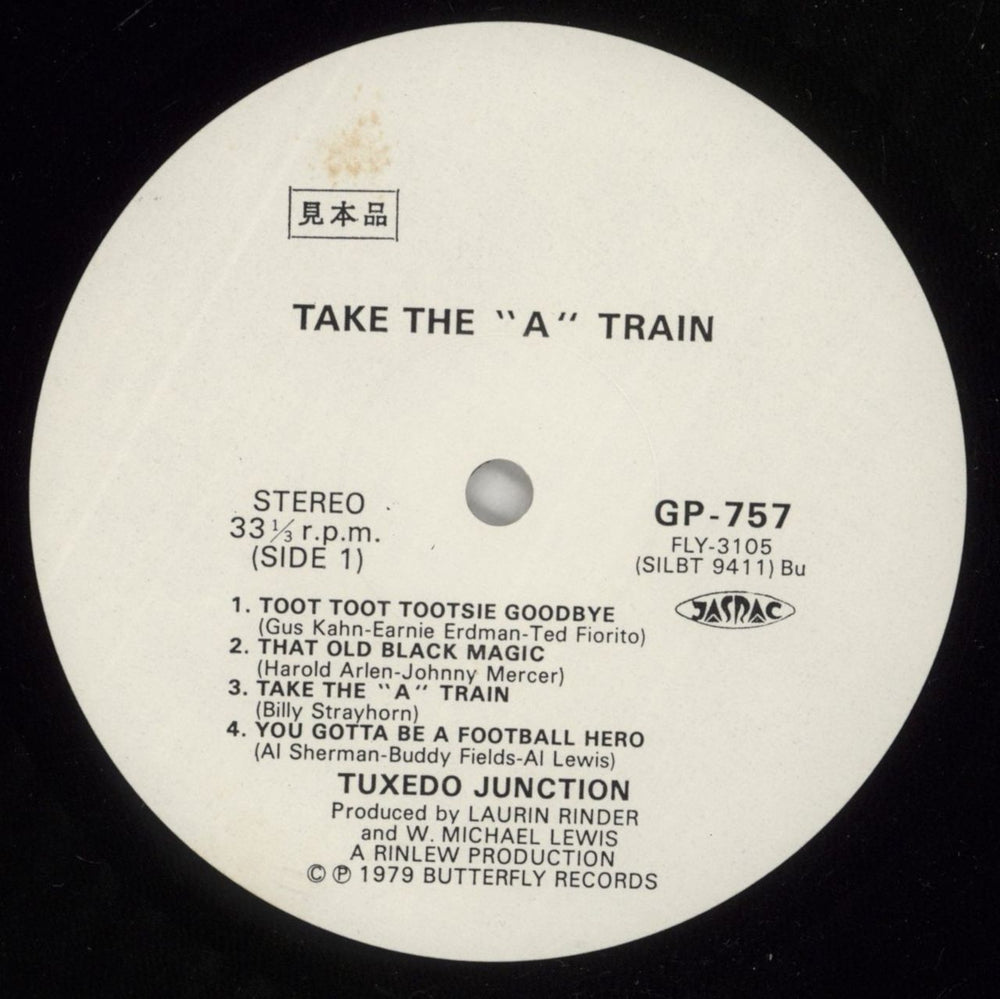 見本品
TAKE THE "A" TRAIN
STEREO
33⅓ r.p.m.
(SIDE 1)
GP-757
FLY-3105
(SILBT 9411) Bu
JASRAC
1. TOOT TOOT TOOTSIE GOODBYE
(Gus Kahn-Earnie Erdman-Ted Fiorito)
2. THAT OLD BLACK MAGIC
(Harold Arlen-Johnny Mercer)
3. TAKE THE "A" TRAIN
(Billy Strayhorn)
4. YOU GOTTA BE A FOOTBALL HERO
(Al Sherman-Buddy Fields-Al Lewis)
TUXEDO JUNCTION
Produced by LAURIN RINDER
and W. MICHAEL LEWIS
A RINLEW PRODUCTION
© ℗ 1979 BUTTERFLY RECORDS